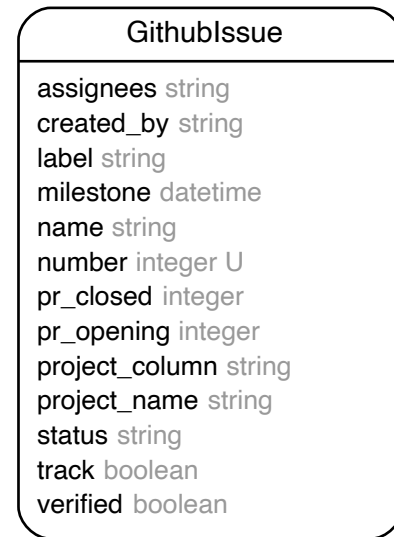 GithubIssue
assignees string
created_by string
label string
milestone datetime
name string
number integer U
pr_closed integer
pr_opening integer
project_column string
project_name string
status string
track boolean
verified boolean